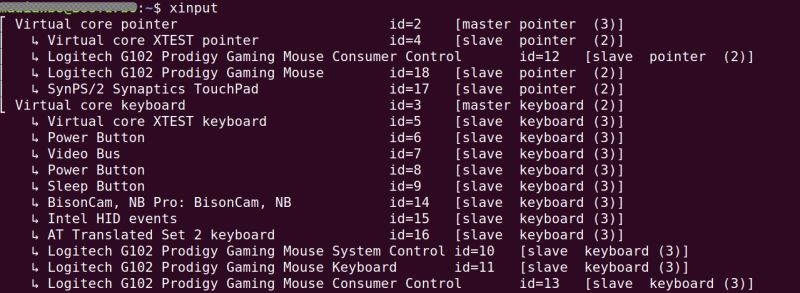 :~$ xinput
⎡ Virtual core pointer id=2 [master pointer (3)]
⎜ ↳ Virtual core XTEST pointer id=4 [slave pointer (2)]
⎜ ↳ Logitech G102 Prodigy Gaming Mouse Consumer Control id=12 [slave pointer (2)]
⎜ ↳ Logitech G102 Prodigy Gaming Mouse id=18 [slave pointer (2)]
⎜ ↳ SynPS/2 Synaptics TouchPad id=17 [slave pointer (2)]
⎣ Virtual core keyboard id=3 [master keyboard (2)]
↳ Virtual core XTEST keyboard id=5 [slave keyboard (3)]
↳ Power Button id=6 [slave keyboard (3)]
↳ Video Bus id=7 [slave keyboard (3)]
↳ Power Button id=8 [slave keyboard (3)]
↳ Sleep Button id=9 [slave keyboard (3)]
↳ BisonCam, NB Pro: BisonCam, NB id=14 [slave keyboard (3)]
↳ Intel HID events id=15 [slave keyboard (3)]
↳ AT Translated Set 2 keyboard id=16 [slave keyboard (3)]
↳ Logitech G102 Prodigy Gaming Mouse System Control id=10 [slave keyboard (3)]
↳ Logitech G102 Prodigy Gaming Mouse Keyboard id=11 [slave keyboard (3)]
↳ Logitech G102 Prodigy Gaming Mouse Consumer Control id=13 [slave keyboard (3)]